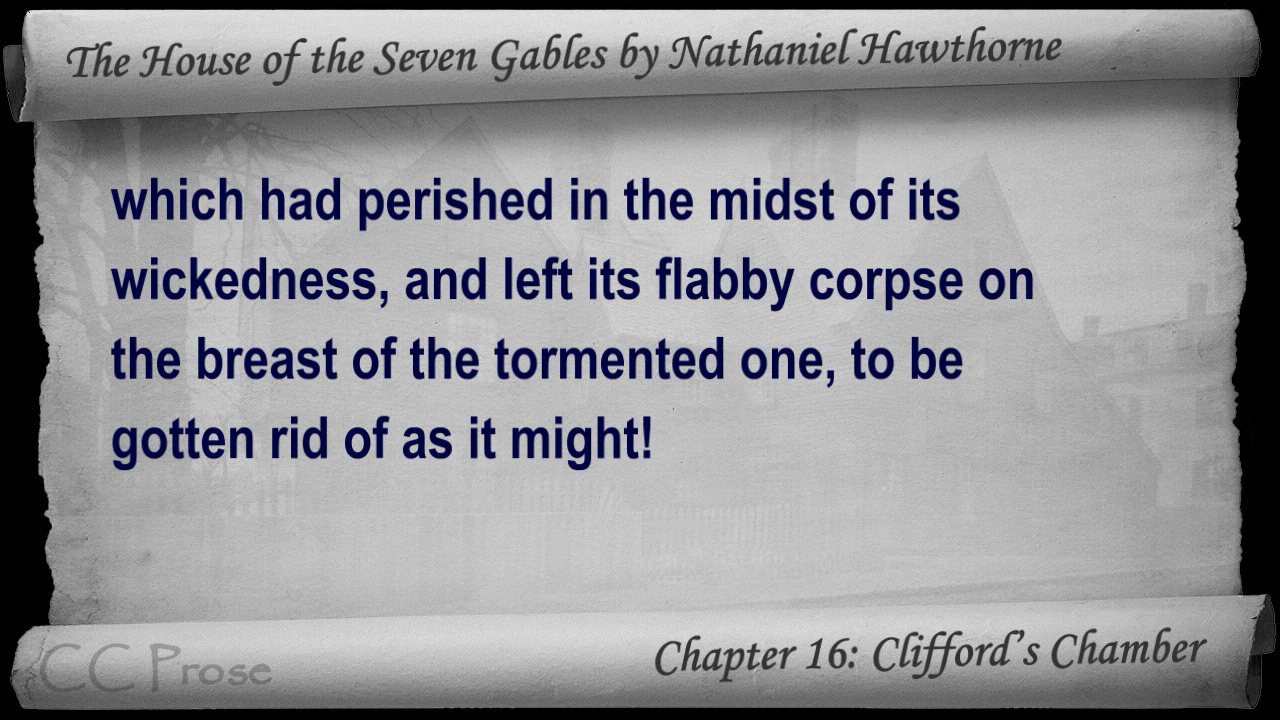 The House of the Seven Gables by Nathaniel Hawthorne
which had perished in the midst of its
wickedness, and left its flabby corpse on
the breast of the tormented one, to be
gotten rid of as it might!
CC Prose
Chapter 16: Clifford’s Chamber